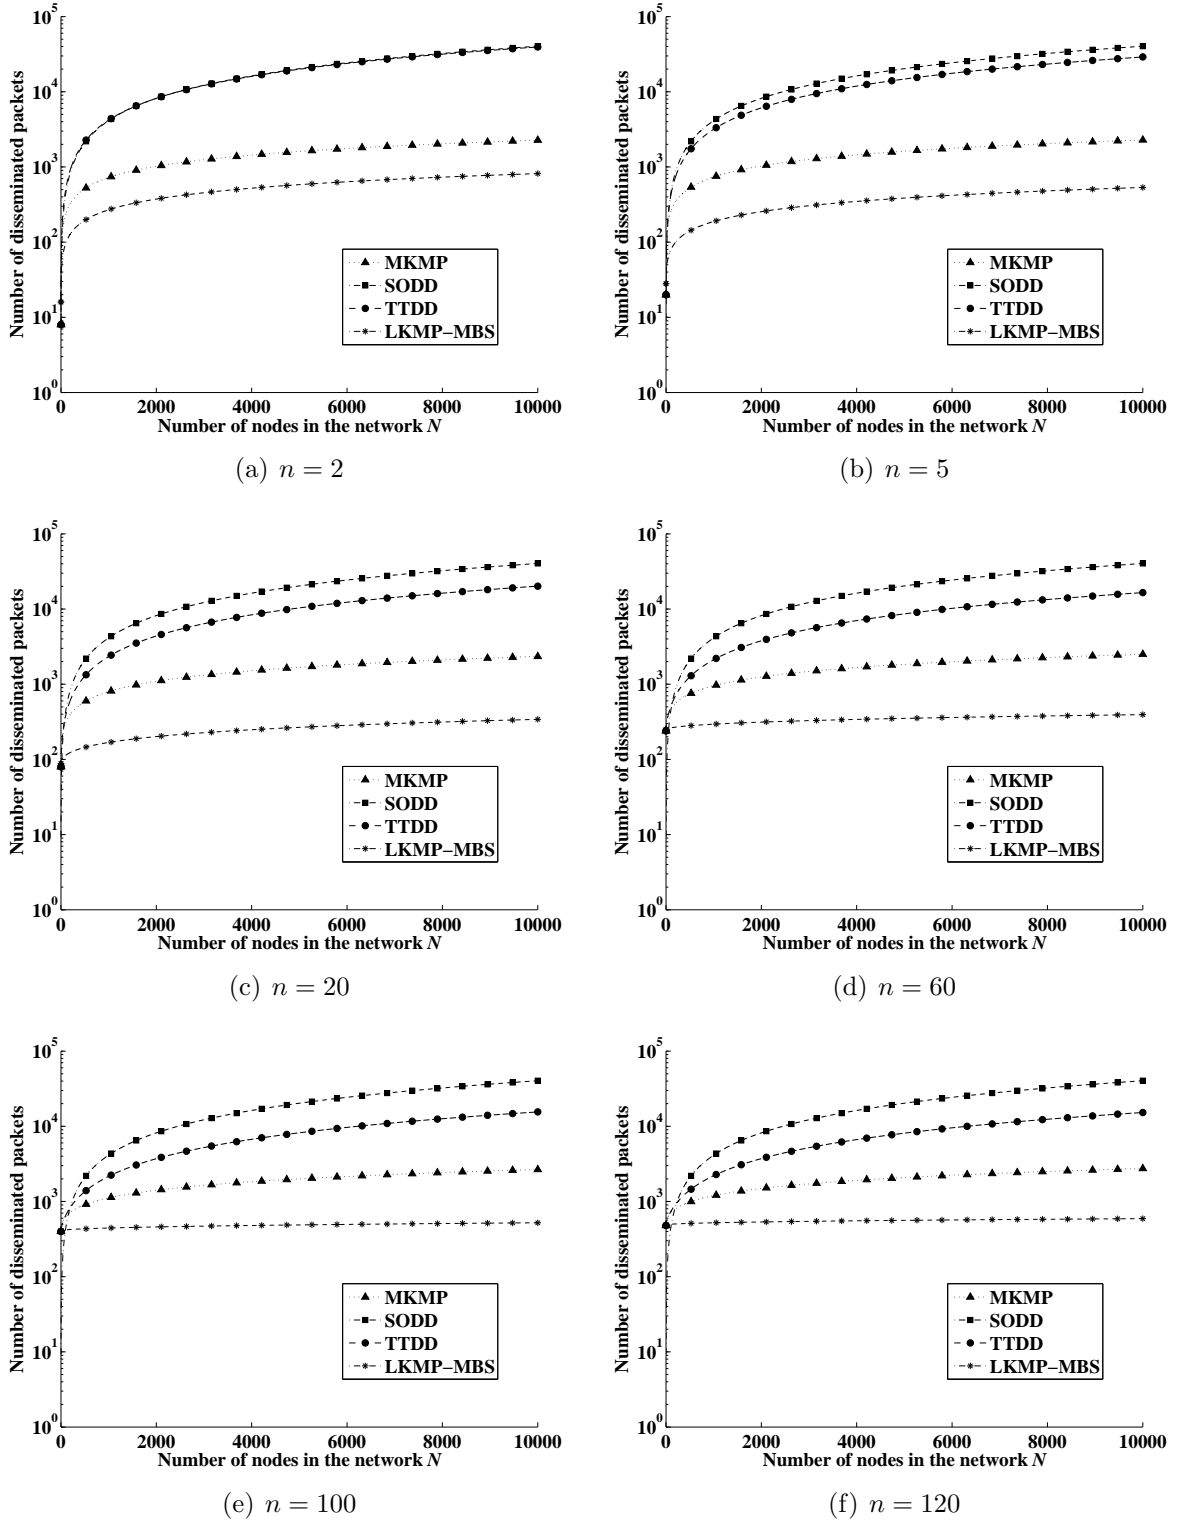 10^5
10^4
10^3
10^2
10^1
10^0
Number of disseminated packets
MKMP
SODD
TTDD
LKMP−MBS
0 2000 4000 6000 8000 10000
Number of nodes in the network N
(a) n = 2
10^5
10^4
10^3
10^2
10^1
10^0
Number of disseminated packets
MKMP
SODD
TTDD
LKMP−MBS
0 2000 4000 6000 8000 10000
Number of nodes in the network N
(b) n = 5
10^5
10^4
10^3
10^2
10^1
10^0
Number of disseminated packets
MKMP
SODD
TTDD
LKMP−MBS
0 2000 4000 6000 8000 10000
Number of nodes in the network N
(c) n = 20
10^5
10^4
10^3
10^2
10^1
10^0
Number of disseminated packets
MKMP
SODD
TTDD
LKMP−MBS
0 2000 4000 6000 8000 10000
Number of nodes in the network N
(d) n = 60
10^5
10^4
10^3
10^2
10^1
10^0
Number of disseminated packets
MKMP
SODD
TTDD
LKMP−MBS
0 2000 4000 6000 8000 10000
Number of nodes in the network N
(e) n = 100
10^5
10^4
10^3
10^2
10^1
10^0
Number of disseminated packets
MKMP
SODD
TTDD
LKMP−MBS
0 2000 4000 6000 8000 10000
Number of nodes in the network N
(f) n = 120